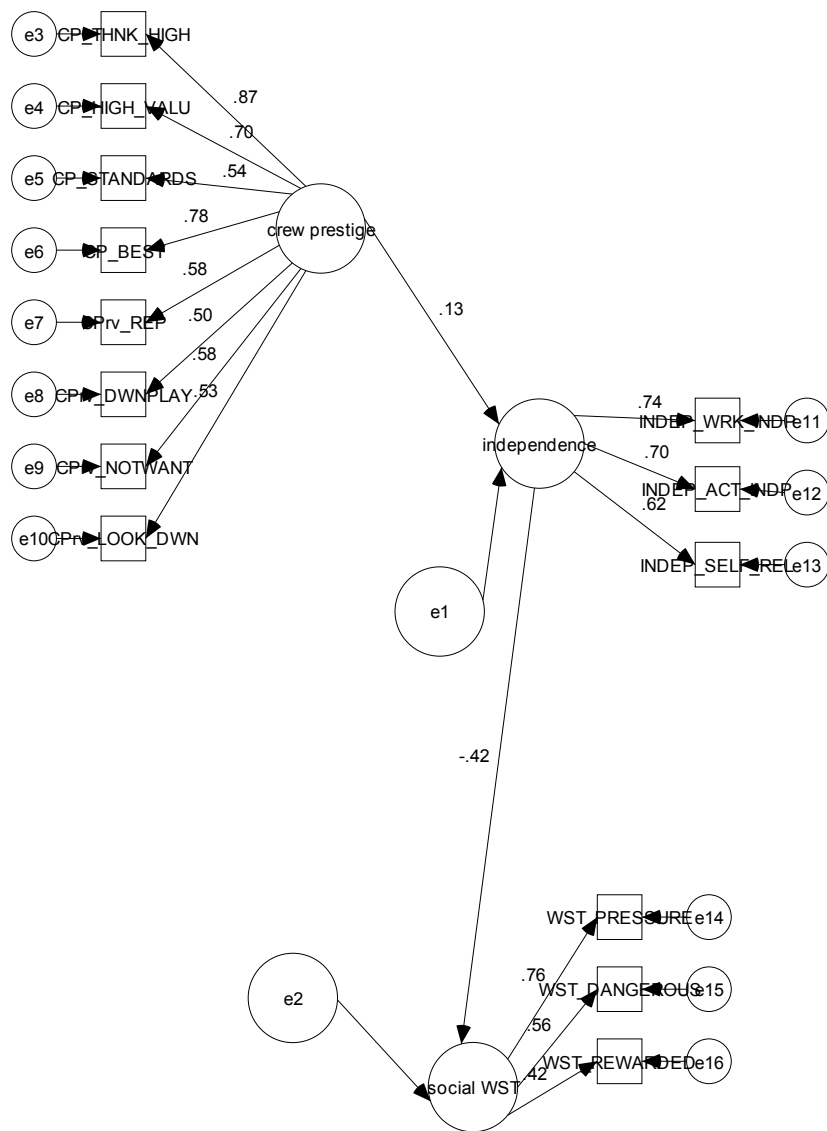 e3 CP_THNK_HIGH
.87
e4 CP_HIGH_VALU
.70
e5 CP_STANDARDS
.54
.78
crew prestige
e6 CP_BEST
.58
e7 CPrv_REP
.50
.13
.58
e8 CPrv_DWNPLAY
.53
.74
INDEP_WRK_INDP e11
independence
.70
e9 CPrv_NOTWANT
INDEP_ACT_INDP e12
.62
e10 CPrv_LOOK_DWN
INDEP_SELF_REL e13
e1
-.42
WST_PRESSURE e14
.76
WST_DANGEROUS e15
e2
.56
WST_REWARDED e16
.42
social WST